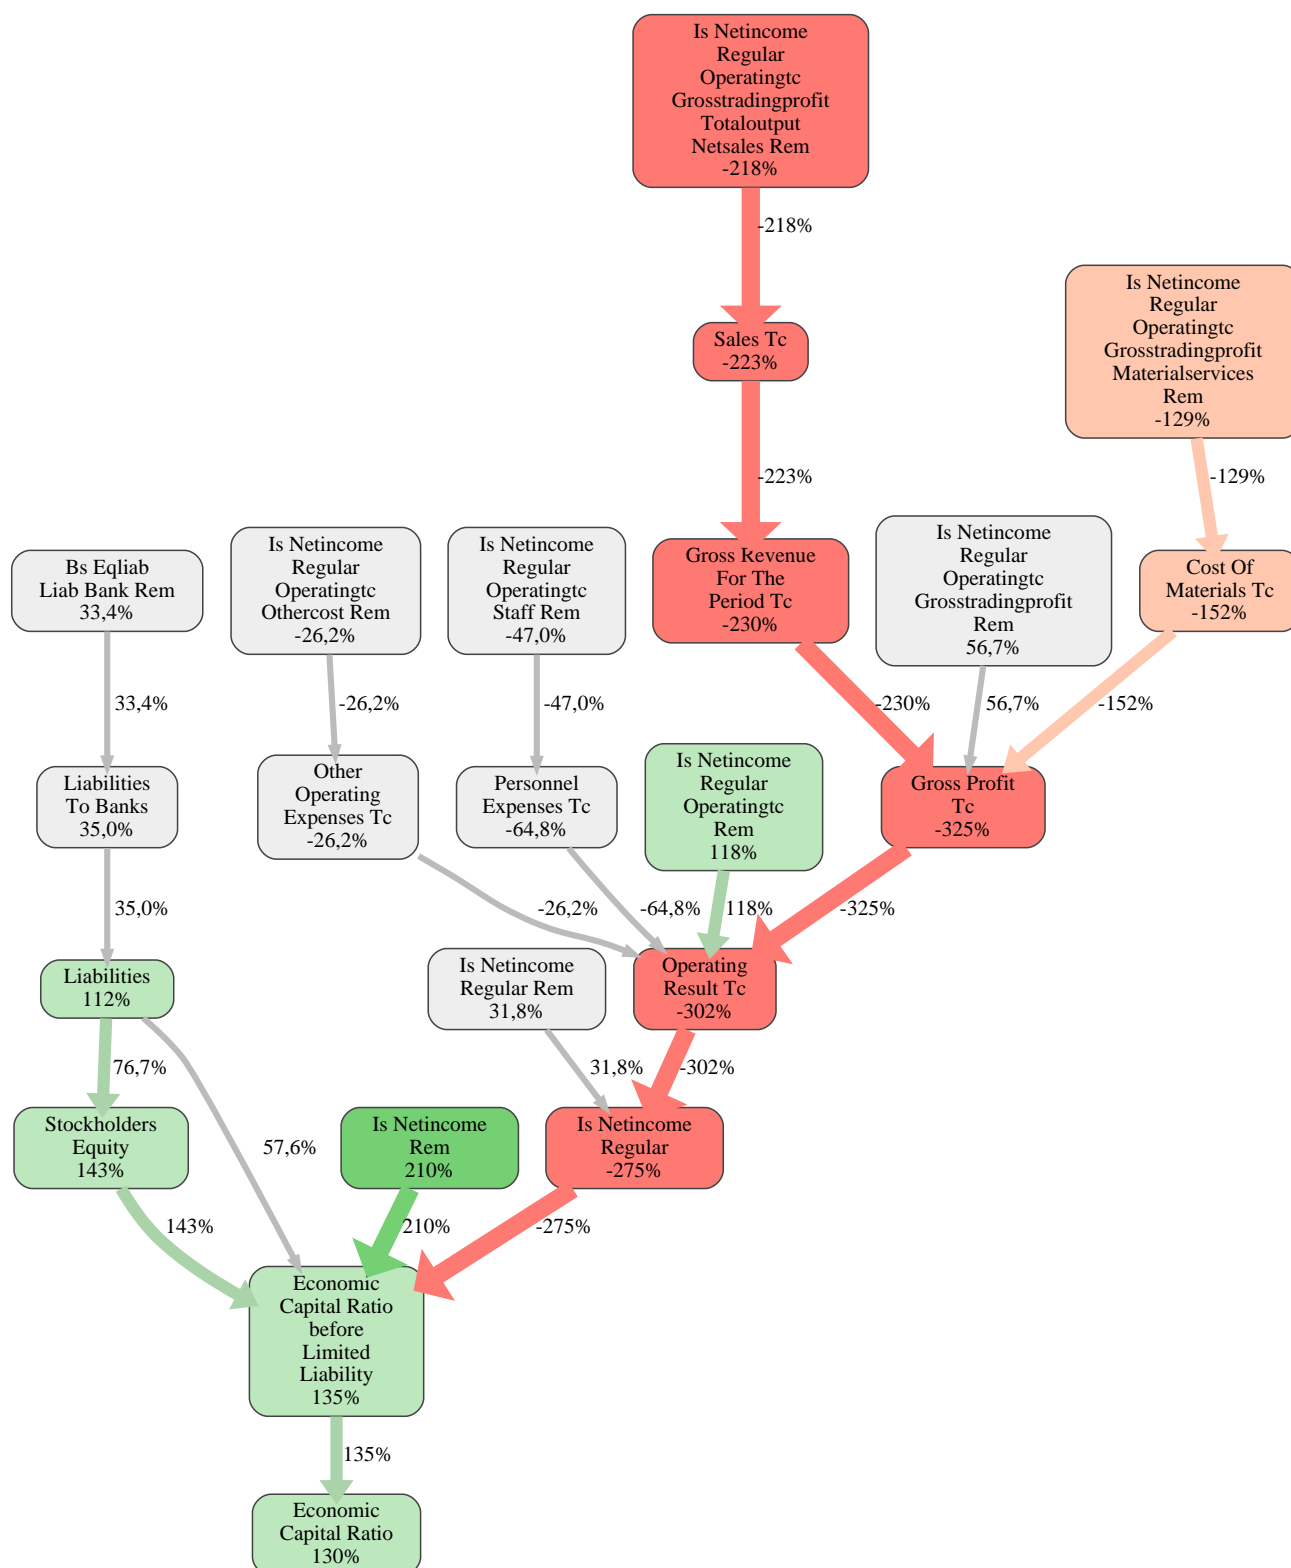 Is Netincome
Regular
Operatingtc
Grosstradingprofit
Totaloutput
Netsales Rem
-218%
-218%
Sales Tc
-223%
Is Netincome
Regular
Operatingtc
Grosstradingprofit
Materialservices
Rem
-129%
-223%
-129%
Bs Eqliab
Liab Bank Rem
33,4%
Is Netincome
Regular
Operatingtc
Othercost Rem
-26,2%
Is Netincome
Regular
Operatingtc
Staff Rem
-47,0%
Gross Revenue
For The
Period Tc
-230%
Is Netincome
Regular
Operatingtc
Grosstradingprofit
Rem
56,7%
Cost Of
Materials Tc
-152%
33,4%
-26,2%
-47,0%
-230%
56,7%
-152%
Liabilities
To Banks
35,0%
Other
Operating
Expenses Tc
-26,2%
Personnel
Expenses Tc
-64,8%
Is Netincome
Regular
Operatingtc
Rem
118%
Gross Profit
Tc
-325%
35,0%
-26,2%
-64,8%
118%
-325%
Liabilities
112%
Is Netincome
Regular Rem
31,8%
Operating
Result Tc
-302%
76,7%
31,8%
-302%
Stockholders
Equity
143%
57,6%
Is Netincome
Rem
210%
Is Netincome
Regular
-275%
143%
210%
-275%
Economic
Capital Ratio
before
Limited
Liability
135%
135%
Economic
Capital Ratio
130%